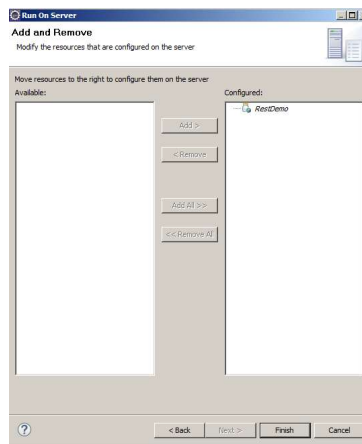 Run On Server
Add and Remove
Modify the resources that are configured on the server
Move resources to the right to configure them on the server
Available:
Configured:
RestDemo
Add >
< Remove
Add All >>
<< Remove All
< Back
Next >
Finish
Cancel